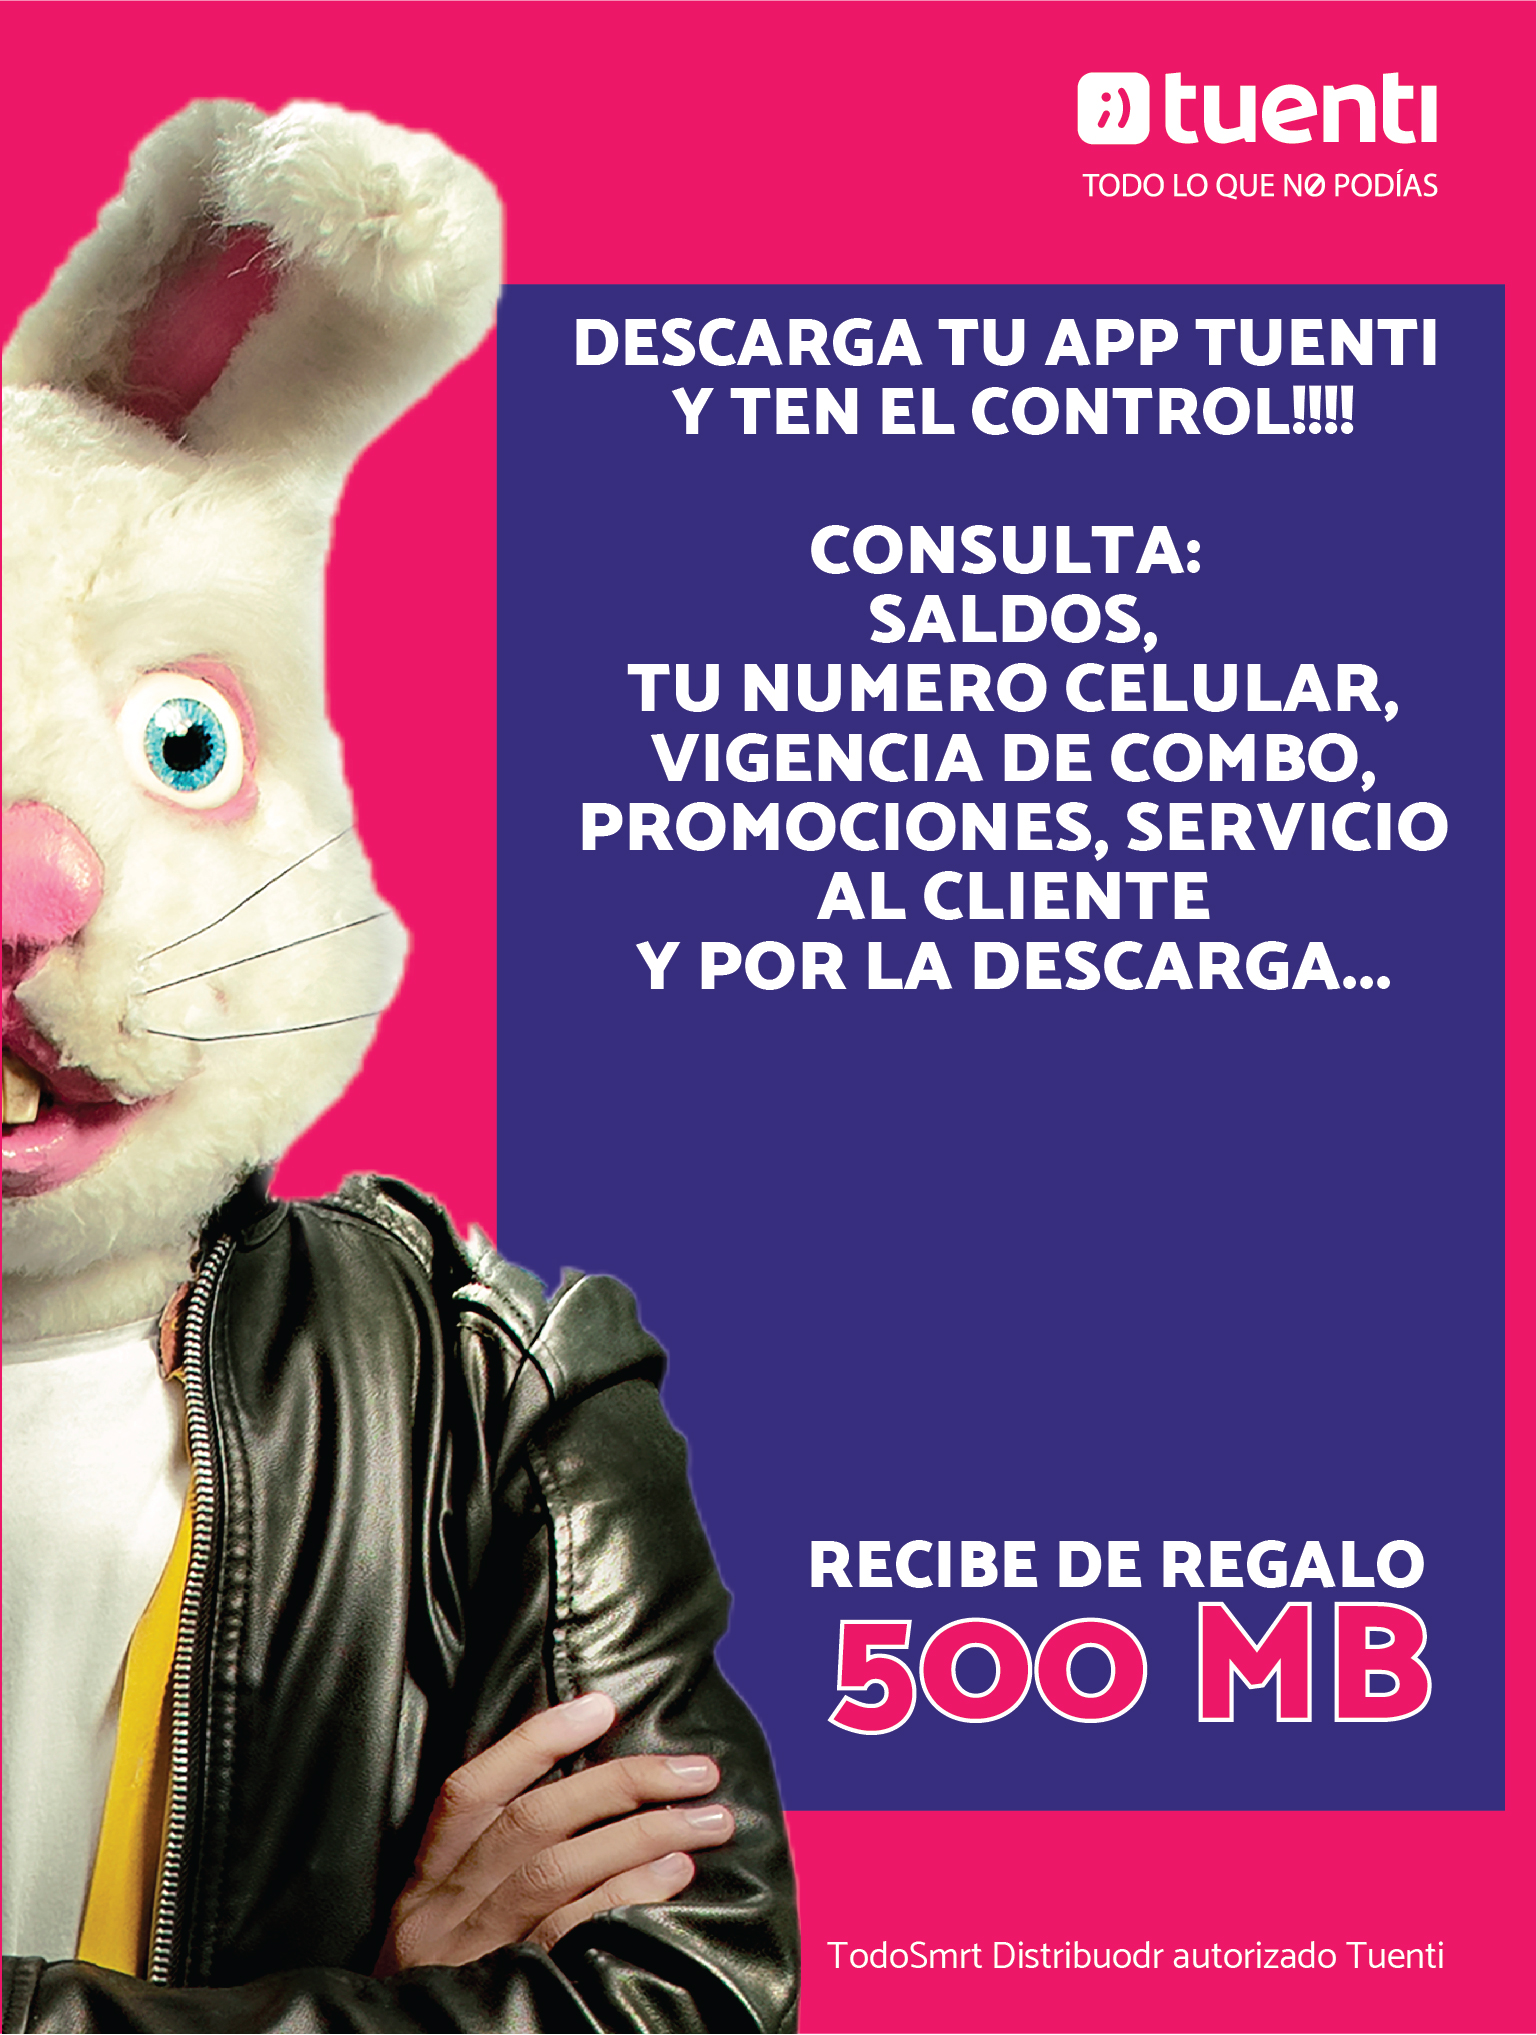 ;) tuenti
TODO LO QUE NO PODÍAS
DESCARGA TU APP TUENTI
Y TEN EL CONTROL!!!!
CONSULTA:
SALDOS,
TU NUMERO CELULAR,
VIGENCIA DE COMBO,
PROMOCIONES, SERVICIO
AL CLIENTE
Y POR LA DESCARGA...
RECIBE DE REGALO
500 MB
TodoSmrt Distribuodr autorizado Tuenti